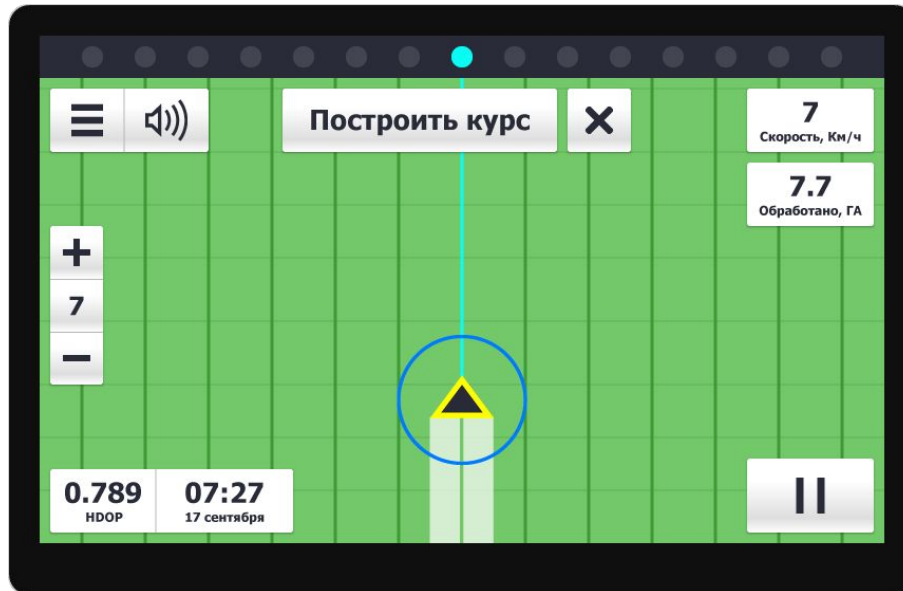 Построить курс
7
Скорость, Км/ч
7.7
Обработано, ГА
7
0.789
HDOP
07:27
17 сентября